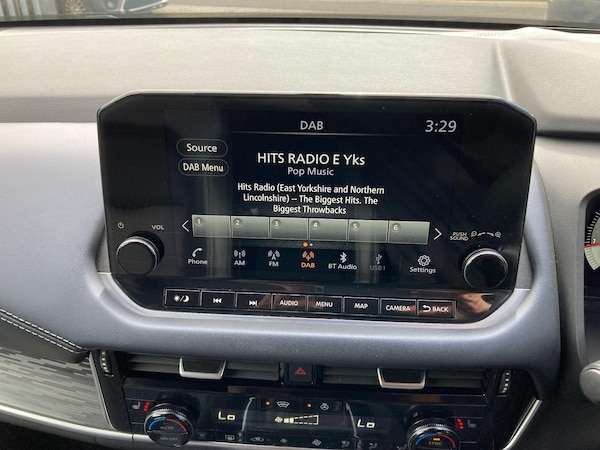 DAB 3:29
Source
HITS RADIO E Yks
DAB Menu
Pop Music
Hits Radio (East Yorkshire and Northern
Lincolnshire) – The Biggest Hits. The
Biggest Throwbacks
1 2 3 4 5 6
VOL
PUSH
SOUND
Phone AM FM DAB BT Audio USB1 Settings
AUDIO MENU MAP CAMERA BACK
Lo Lo
AUTO